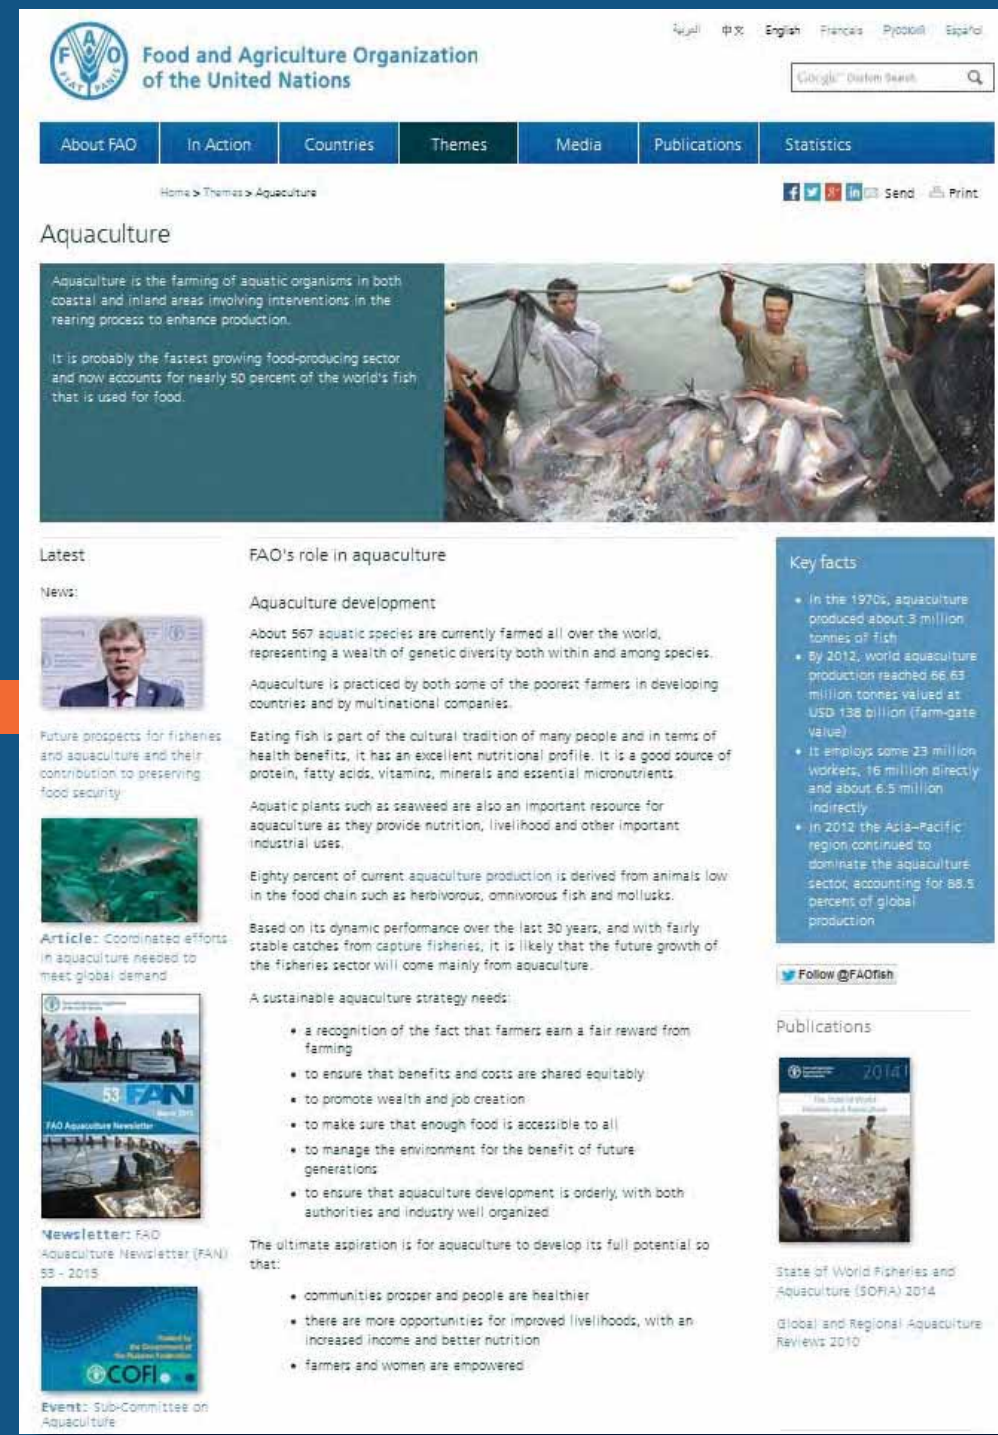 العربية
中文
English
Français
Русский
Español
FAO
FIAT PANIS
Food and Agriculture Organization
of the United Nations
Google™ Custom Search
About FAO
In Action
Countries
Themes
Media
Publications
Statistics
Home > Themes > Aquaculture
Send
Print
Aquaculture
Aquaculture is the farming of aquatic organisms in both
coastal and inland areas involving interventions in the
rearing process to enhance production.
It is probably the fastest growing food-producing sector
and now accounts for nearly 50 percent of the world's fish
that is used for food.
Latest
News:
Future prospects for fisheries
and aquaculture and their
contribution to preserving
food security
Article: Coordinated efforts
in aquaculture needed to
meet global demand
53 FAN
March 2015
FAO Aquaculture Newsletter
Newsletter: FAO
Aquaculture Newsletter (FAN)
53 - 2015
Hosted by
the Government of
the Russian Federation
COFI
Event: Sub-Committee on
Aquaculture
FAO's role in aquaculture
Aquaculture development
About 567 aquatic species are currently farmed all over the world,
representing a wealth of genetic diversity both within and among species.
Aquaculture is practiced by both some of the poorest farmers in developing
countries and by multinational companies.
Eating fish is part of the cultural tradition of many people and in terms of
health benefits, it has an excellent nutritional profile. It is a good source of
protein, fatty acids, vitamins, minerals and essential micronutrients.
Aquatic plants such as seaweed are also an important resource for
aquaculture as they provide nutrition, livelihood and other important
industrial uses.
Eighty percent of current aquaculture production is derived from animals low
in the food chain such as herbivorous, omnivorous fish and mollusks.
Based on its dynamic performance over the last 30 years, and with fairly
stable catches from capture fisheries, it is likely that the future growth of
the fisheries sector will come mainly from aquaculture.
A sustainable aquaculture strategy needs:
• a recognition of the fact that farmers earn a fair reward from
farming
• to ensure that benefits and costs are shared equitably
• to promote wealth and job creation
• to make sure that enough food is accessible to all
• to manage the environment for the benefit of future
generations
• to ensure that aquaculture development is orderly, with both
authorities and industry well organized
The ultimate aspiration is for aquaculture to develop its full potential so
that:
• communities prosper and people are healthier
• there are more opportunities for improved livelihoods, with an
increased income and better nutrition
• farmers and women are empowered
Key facts
• In the 1970s, aquaculture
produced about 3 million
tonnes of fish
• By 2012, world aquaculture
production reached 66,63
million tonnes valued at
USD 138 billion (farm-gate
value)
• It employs some 23 million
workers, 16 million directly
and about 6.5 million
indirectly
• In 2012 the Asia–Pacific
region continued to
dominate the aquaculture
sector, accounting for 88.5
percent of global
production
Follow @FAOfish
Publications
2014
The State of World
Fisheries and Aquaculture
State of World Fisheries and
Aquaculture (SOFIA) 2014
Global and Regional Aquaculture
Reviews 2010